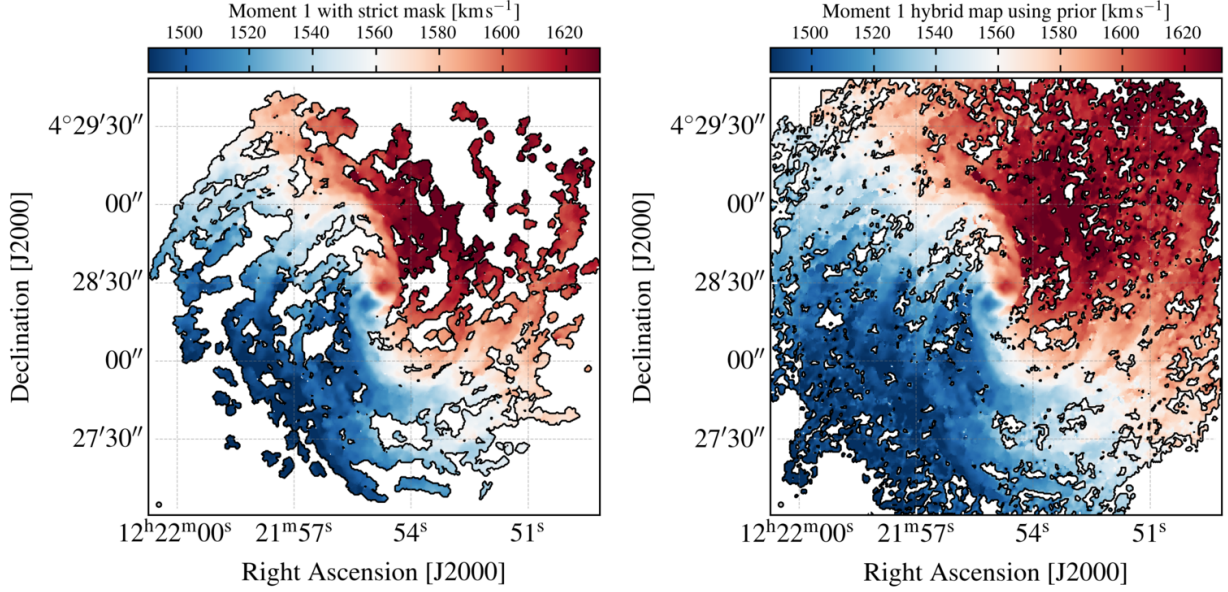 Moment 1 with strict mask [km s⁻¹]
1500 1520 1540 1560 1580 1600 1620
4°29′30″
00″
28′30″
00″
27′30″
Declination [J2000]
12ʰ22ᵐ00ˢ 21ᵐ57ˢ 54ˢ 51ˢ
Right Ascension [J2000]
Moment 1 hybrid map using prior [km s⁻¹]
1500 1520 1540 1560 1580 1600 1620
4°29′30″
00″
28′30″
00″
27′30″
Declination [J2000]
12ʰ22ᵐ00ˢ 21ᵐ57ˢ 54ˢ 51ˢ
Right Ascension [J2000]